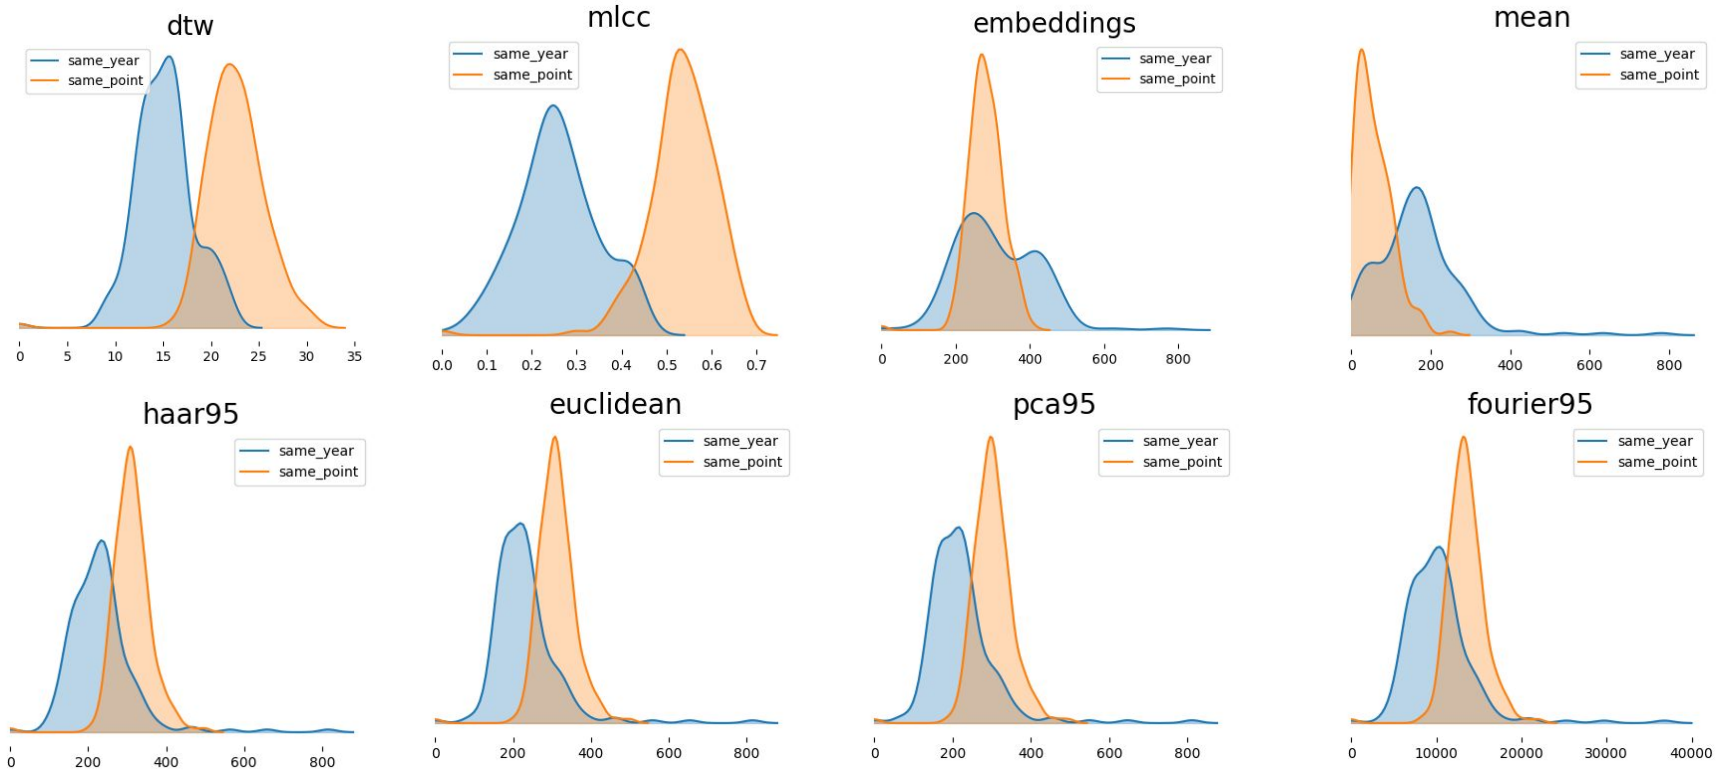 dtw
same_year
same_point
0 5 10 15 20 25 30 35
mlcc
same_year
same_point
0.0 0.1 0.2 0.3 0.4 0.5 0.6 0.7
embeddings
same_year
same_point
0 200 400 600 800
mean
same_year
same_point
0 200 400 600 800
haar95
same_year
same_point
0 200 400 600 800
euclidean
same_year
same_point
0 200 400 600 800
pca95
same_year
same_point
0 200 400 600 800
fourier95
same_year
same_point
0 10000 20000 30000 40000